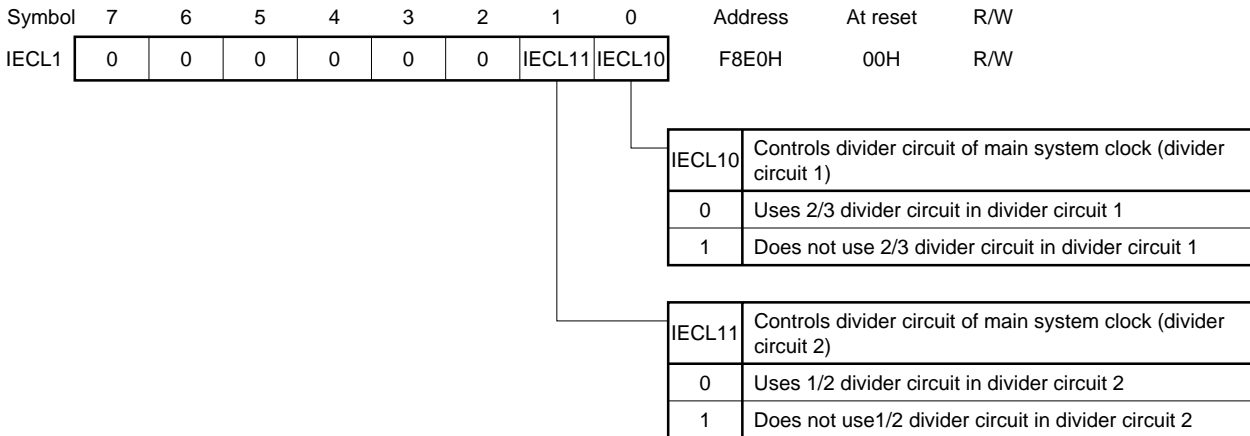 Symbol 7 6 5 4 3 2 1 0 Address At reset R/W
IECL1 0 0 0 0 0 0 IECL11 IECL10 F8E0H 00H R/W
IECL10 Controls divider circuit of main system clock (divider
circuit 1)
0 Uses 2/3 divider circuit in divider circuit 1
1 Does not use 2/3 divider circuit in divider circuit 1
IECL11 Controls divider circuit of main system clock (divider
circuit 2)
0 Uses 1/2 divider circuit in divider circuit 2
1 Does not use1/2 divider circuit in divider circuit 2